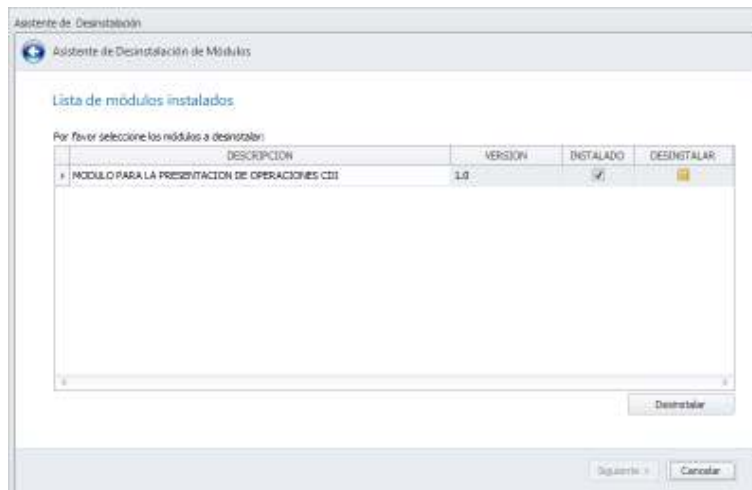 Asistente de Desinstalación
Asistente de Desinstalación de Módulos
Lista de módulos instalados
Por favor seleccione los módulos a desinstalar:
DESCRIPCION VERSION INSTALADO DESINSTALAR
MODULO PARA LA PRESENTACION DE OPERACIONES CDI 1.0
Desinstalar
Siguiente > Cancelar